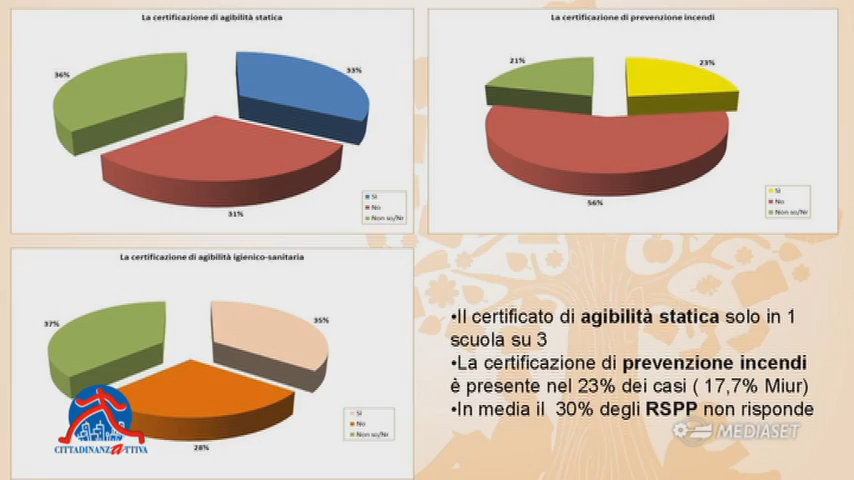 La certificazione di agibilità statica
36%
33%
31%
Sì
No
Non so/Nr
La certificazione di prevenzione incendi
21%
23%
56%
Sì
No
Non so/Nr
La certificazione di agibilità igienico-sanitaria
37%
35%
28%
Sì
No
Non so/Nr
CITTADINANZATTIVA
•Il certificato di agibilità statica solo in 1
scuola su 3
•La certificazione di prevenzione incendi
è presente nel 23% dei casi ( 17,7% Miur)
•In media il 30% degli RSPP non risponde
MEDIASET